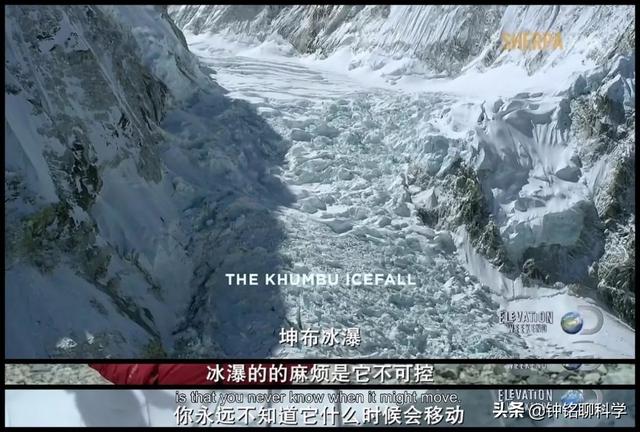 SHERPA
THE KHUMBU ICEFALL
ELEVATION
WEEKEND
坤布冰瀑
冰瀑的的麻烦是它不可控
ELEVATION
is that you never know when it might move.
你永远不知道它什么时候会移动
头条 @钟铭聊科学